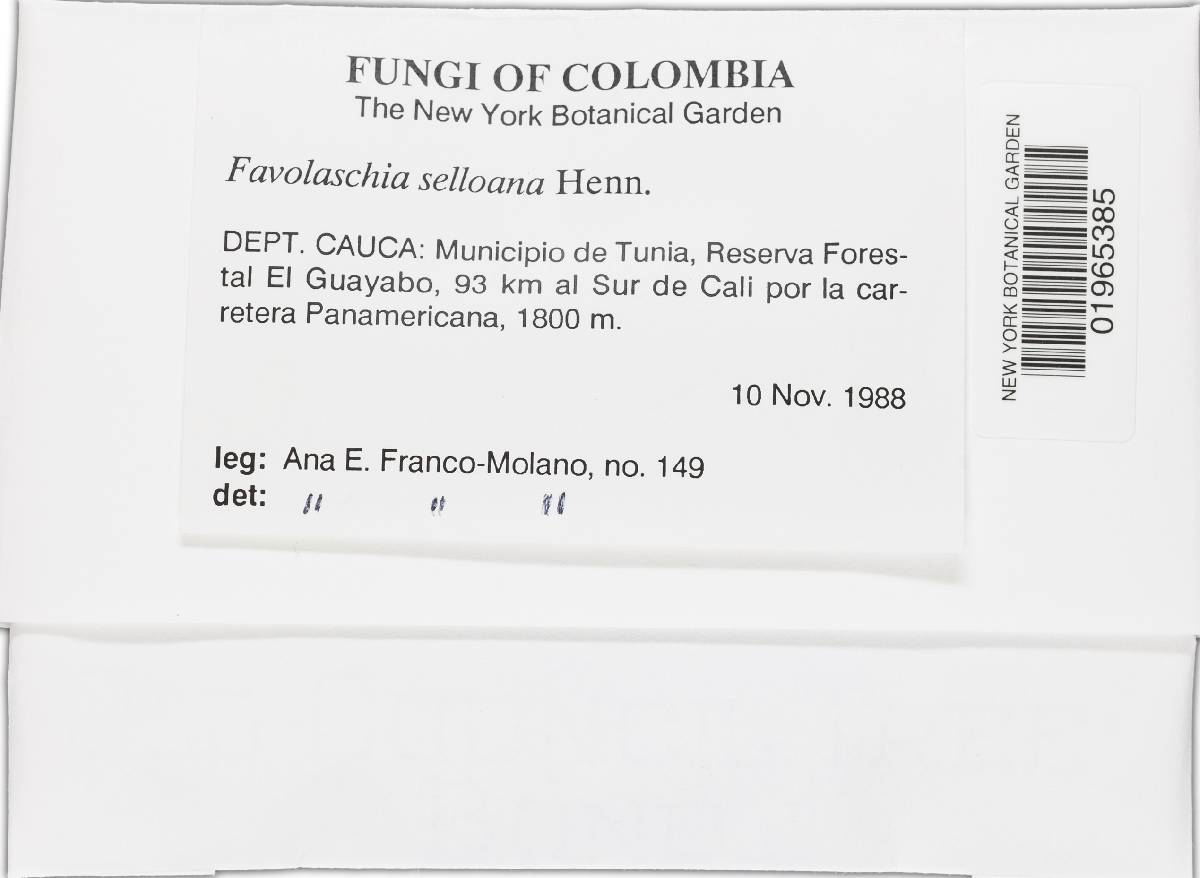 FUNGI OF COLOMBIA
The New York Botanical Garden
Favolaschia selloana Henn.
DEPT. CAUCA: Municipio de Tunia, Reserva Fores-
tal El Guayabo, 93 km al Sur de Cali por la car-
retera Panamericana, 1800 m.
10 Nov. 1988
leg: Ana E. Franco-Molano, no. 149
det: " " "
NEW YORK BOTANICAL GARDEN
01965385